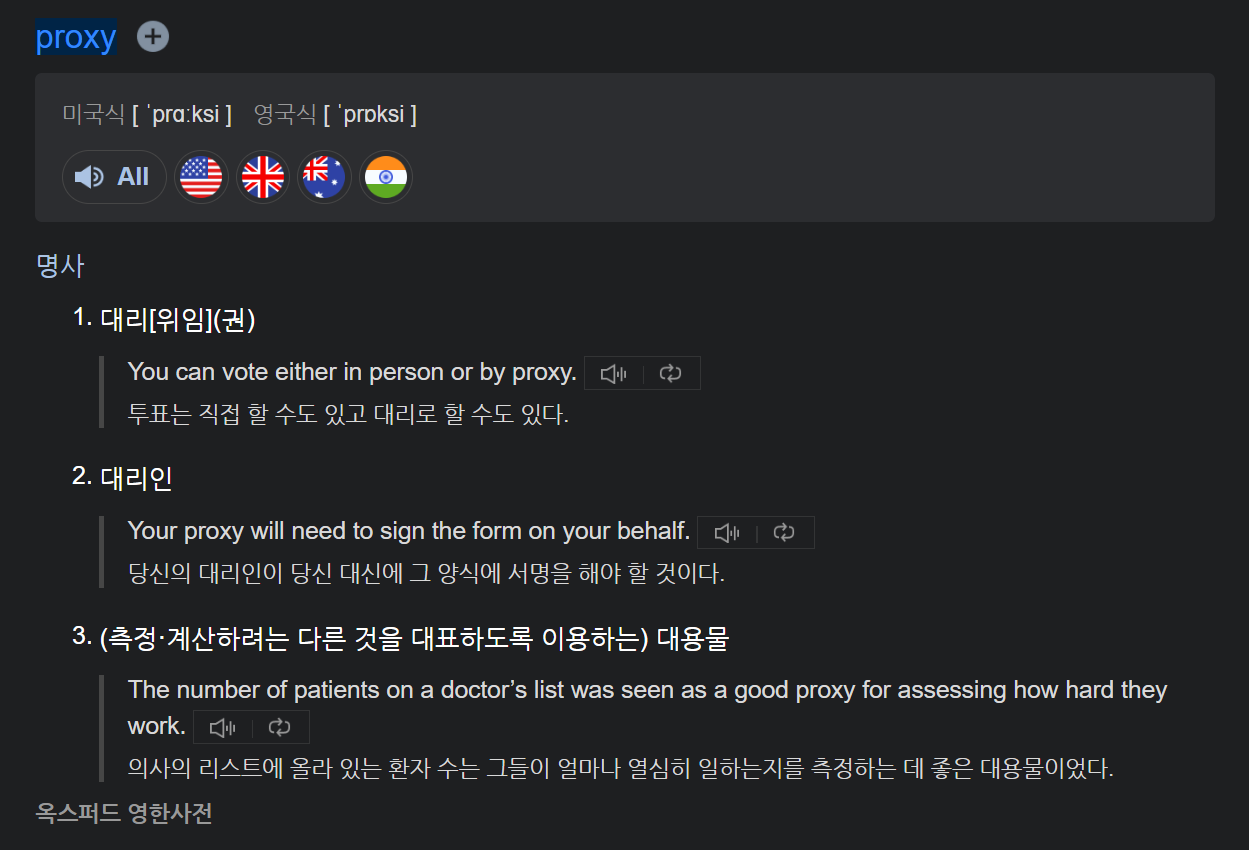 proxy
미국식 [ ˈprɑːksi ] 영국식 [ ˈprɒksi ]
All
명사
1. 대리[위임](권)
You can vote either in person or by proxy.
투표는 직접 할 수도 있고 대리로 할 수도 있다.
2. 대리인
Your proxy will need to sign the form on your behalf.
당신의 대리인이 당신 대신에 그 양식에 서명을 해야 할 것이다.
3. (측정·계산하려는 다른 것을 대표하도록 이용하는) 대용물
The number of patients on a doctor’s list was seen as a good proxy for assessing how hard they
work.
의사의 리스트에 올라 있는 환자 수는 그들이 얼마나 열심히 일하는지를 측정하는 데 좋은 대용물이었다.
옥스퍼드 영한사전